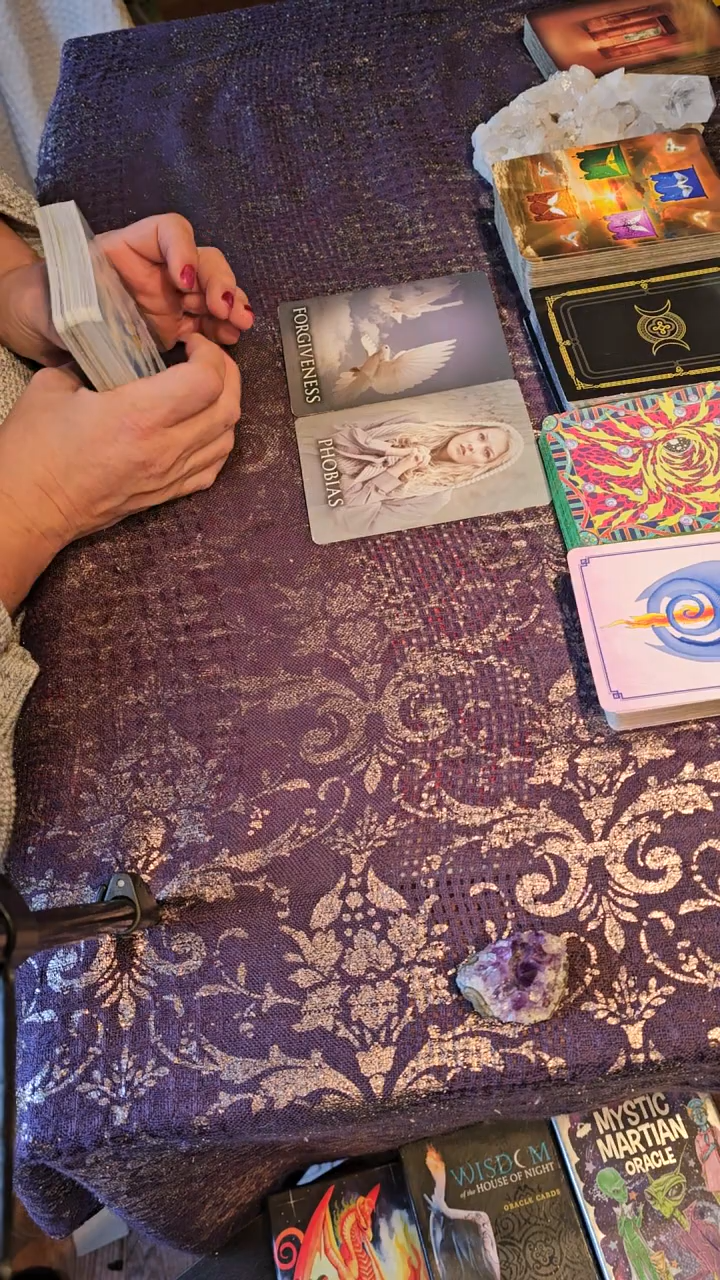 FORGIVENESS
PHOBIAS
WISDOM
of the HOUSE OF NIGHT
ORACLE CARDS
MYSTIC
MARTIAN
ORACLE